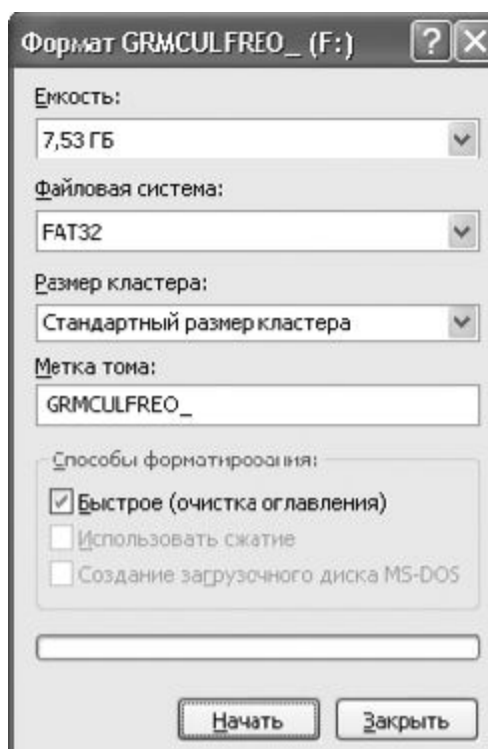 Формат GRMCULFREO_ (F:)
Емкость:
7,53 ГБ
Файловая система:
FAT32
Размер кластера:
Стандартный размер кластера
Метка тома:
GRMCULFREO_
Способы форматирования:
Быстрое (очистка оглавления)
Использовать сжатие
Создание загрузочного диска MS-DOS
Начать
Закрыть